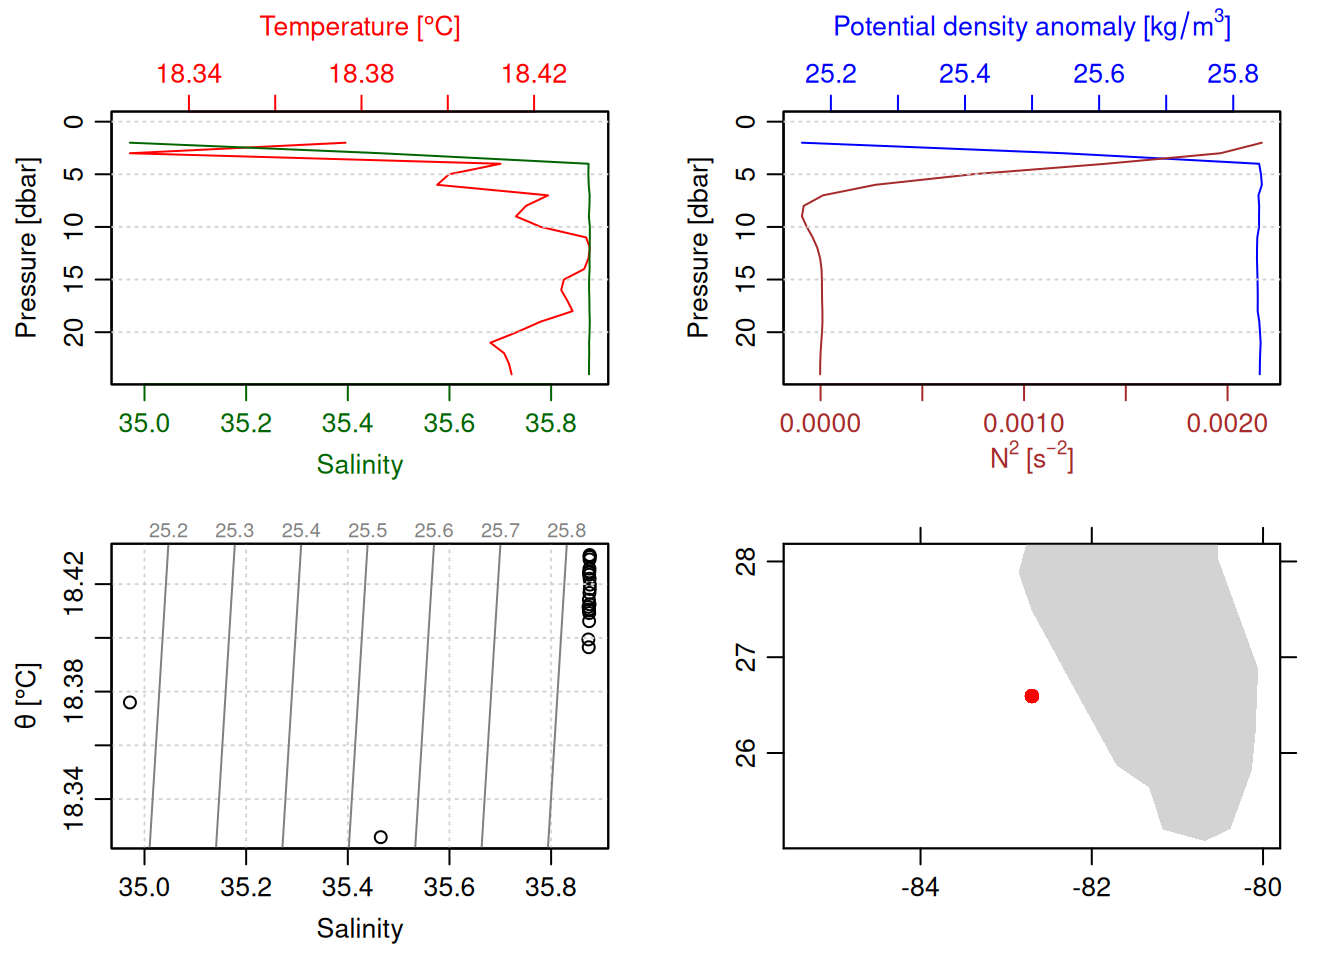 Temperature [°C]
18.34 18.38 18.42
0
5
10
15
20
Pressure [dbar]
35.0 35.2 35.4 35.6 35.8
Salinity
Potential density anomaly [kg/m³]
25.2 25.4 25.6 25.8
0
5
10
15
20
Pressure [dbar]
0.0000 0.0010 0.0020
N² [s⁻²]
25.2 25.3 25.4 25.5 25.6 25.7 25.8
18.42
18.38
18.34
θ [°C]
35.0 35.2 35.4 35.6 35.8
Salinity
28
27
26
-84 -82 -80